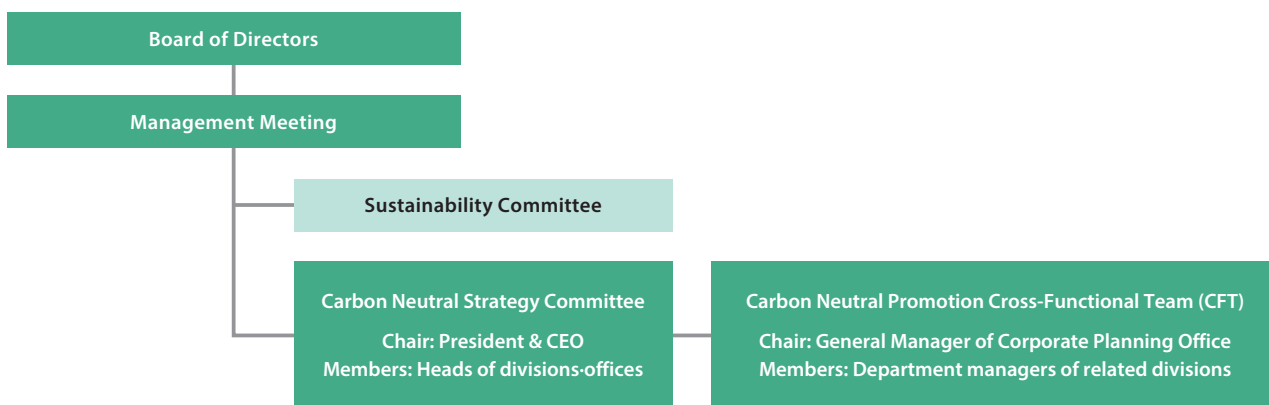 Board of Directors
Management Meeting
Sustainability Committee
Carbon Neutral Strategy Committee
Chair: President & CEO
Members: Heads of divisions·offices
Carbon Neutral Promotion Cross-Functional Team (CFT)
Chair: General Manager of Corporate Planning Office
Members: Department managers of related divisions